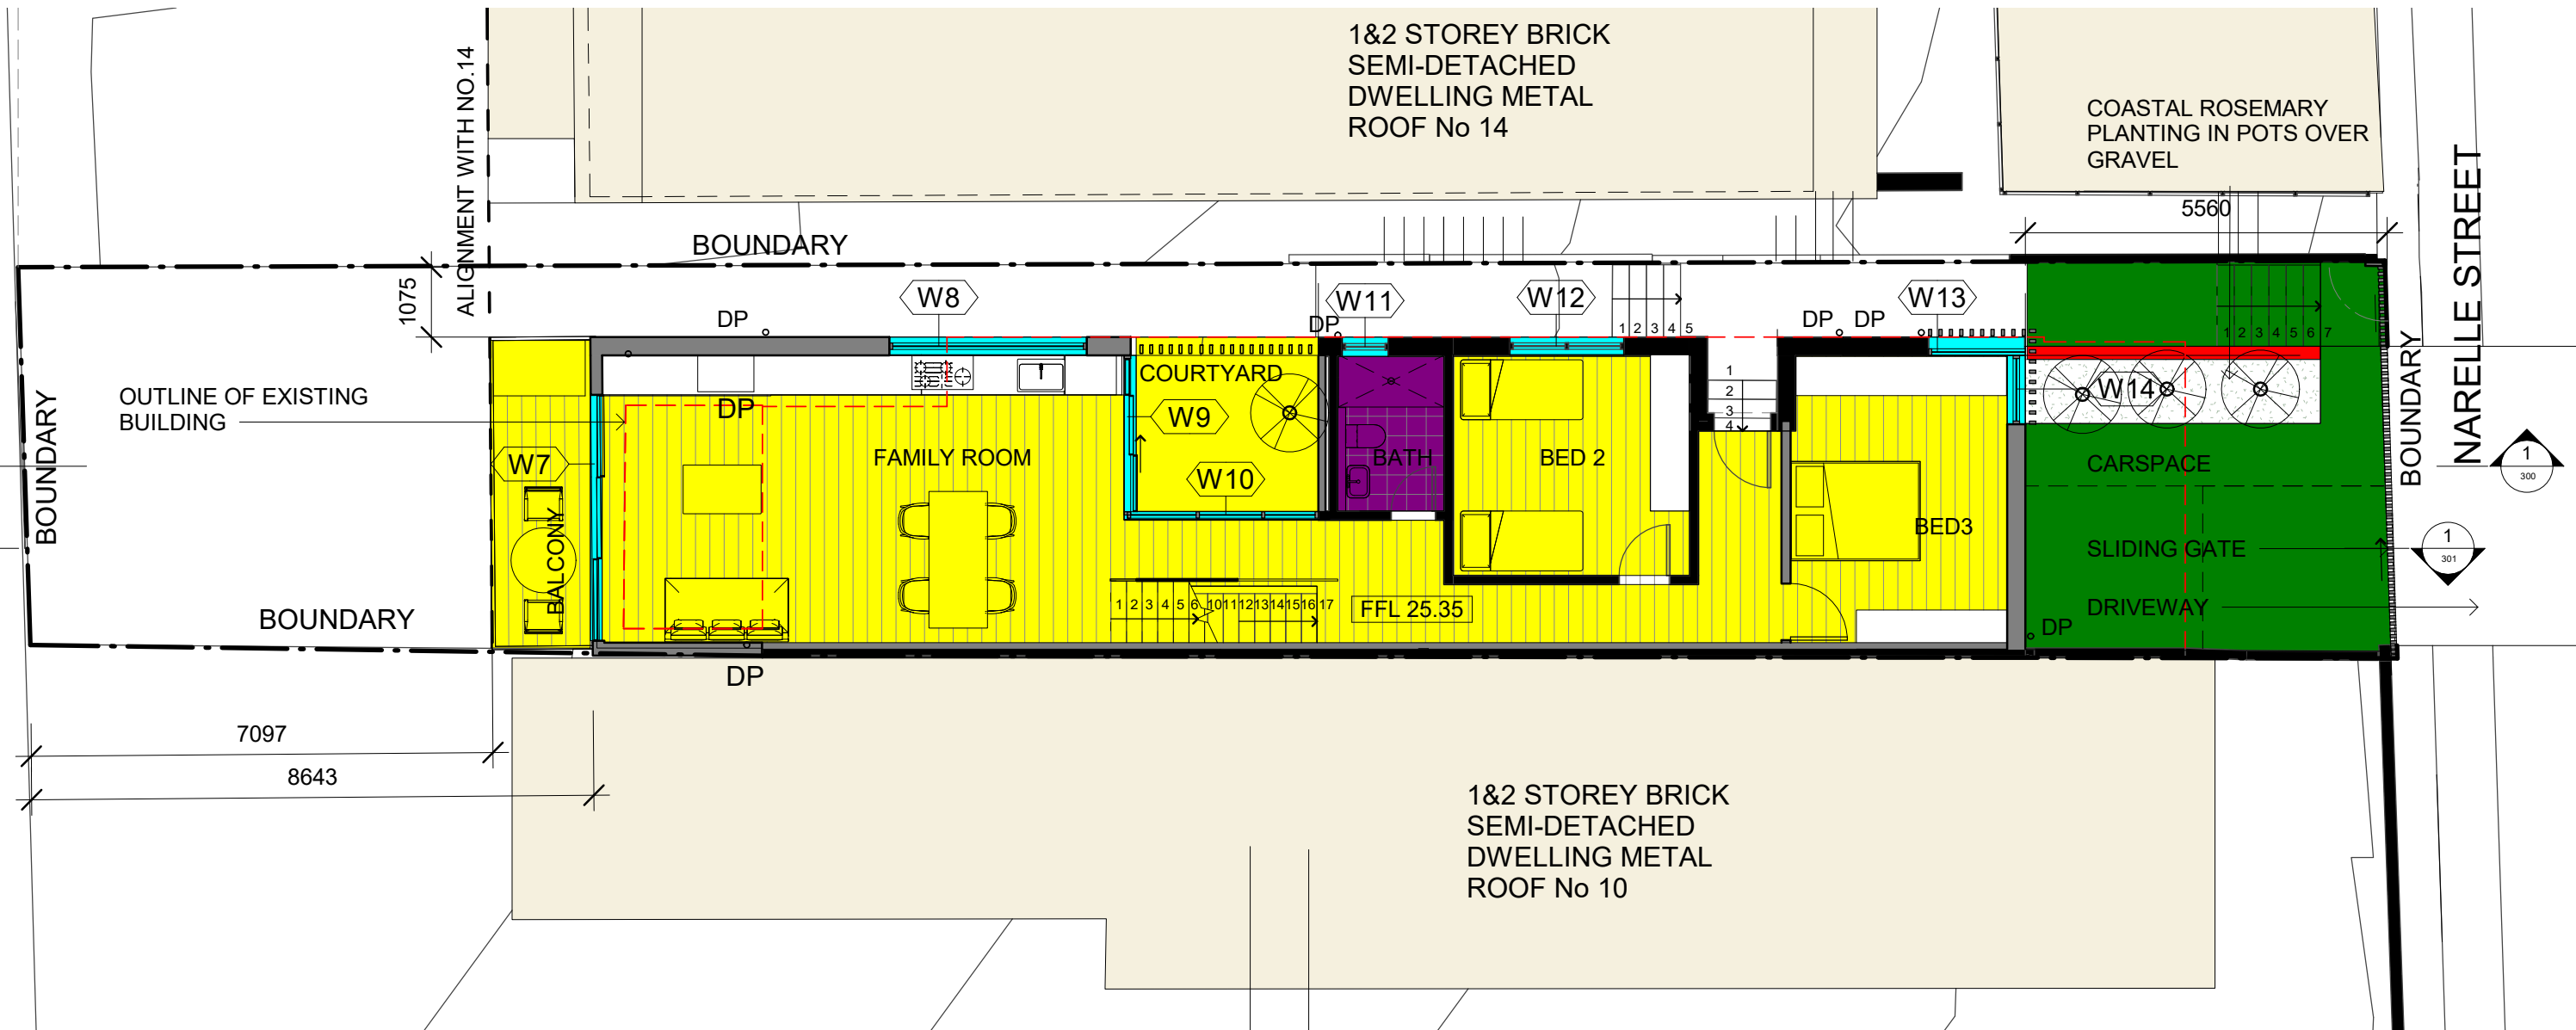 1&2 STOREY BRICK
SEMI-DETACHED
DWELLING METAL
ROOF No 14
COASTAL ROSEMARY
PLANTING IN POTS OVER
GRAVEL
ALIGNMENT WITH NO.14
NARELLE STREET
5560
BOUNDARY
1075
W8
W11
W12
W13
DP
DP
DP DP
1 2 3 4 5
1 2 3 4 5 6 7
OUTLINE OF EXISTING
BUILDING
COURTYARD
1
2
3
4
W14
DP
W9
BOUNDARY
BOUNDARY
W7
FAMILY ROOM
W10
BATH
BED 2
CARSPACE
1
300
BED3
BALCONY
SLIDING GATE
1
301
BOUNDARY
1 2 3 4 5 6 10 11 12 13 14 15 16 17
FFL 25.35
DRIVEWAY
DP
DP
7097
8643
1&2 STOREY BRICK
SEMI-DETACHED
DWELLING METAL
ROOF No 10